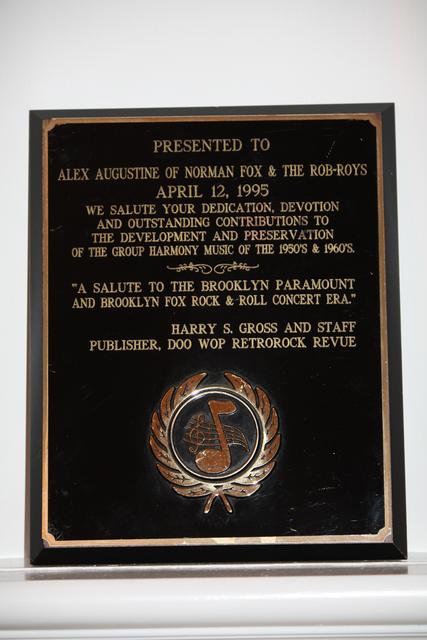 PRESENTED TO
ALEX AUGUSTINE OF NORMAN FOX & THE ROB-ROYS
APRIL 12, 1995
WE SALUTE YOUR DEDICATION, DEVOTION
AND OUTSTANDING CONTRIBUTIONS TO
THE DEVELOPMENT AND PRESERVATION
OF THE GROUP HARMONY MUSIC OF THE 1950'S & 1960'S.
"A SALUTE TO THE BROOKLYN PARAMOUNT
AND BROOKLYN FOX ROCK & ROLL CONCERT ERA."
HARRY S. GROSS AND STAFF
PUBLISHER, DOO WOP RETROROCK REVUE